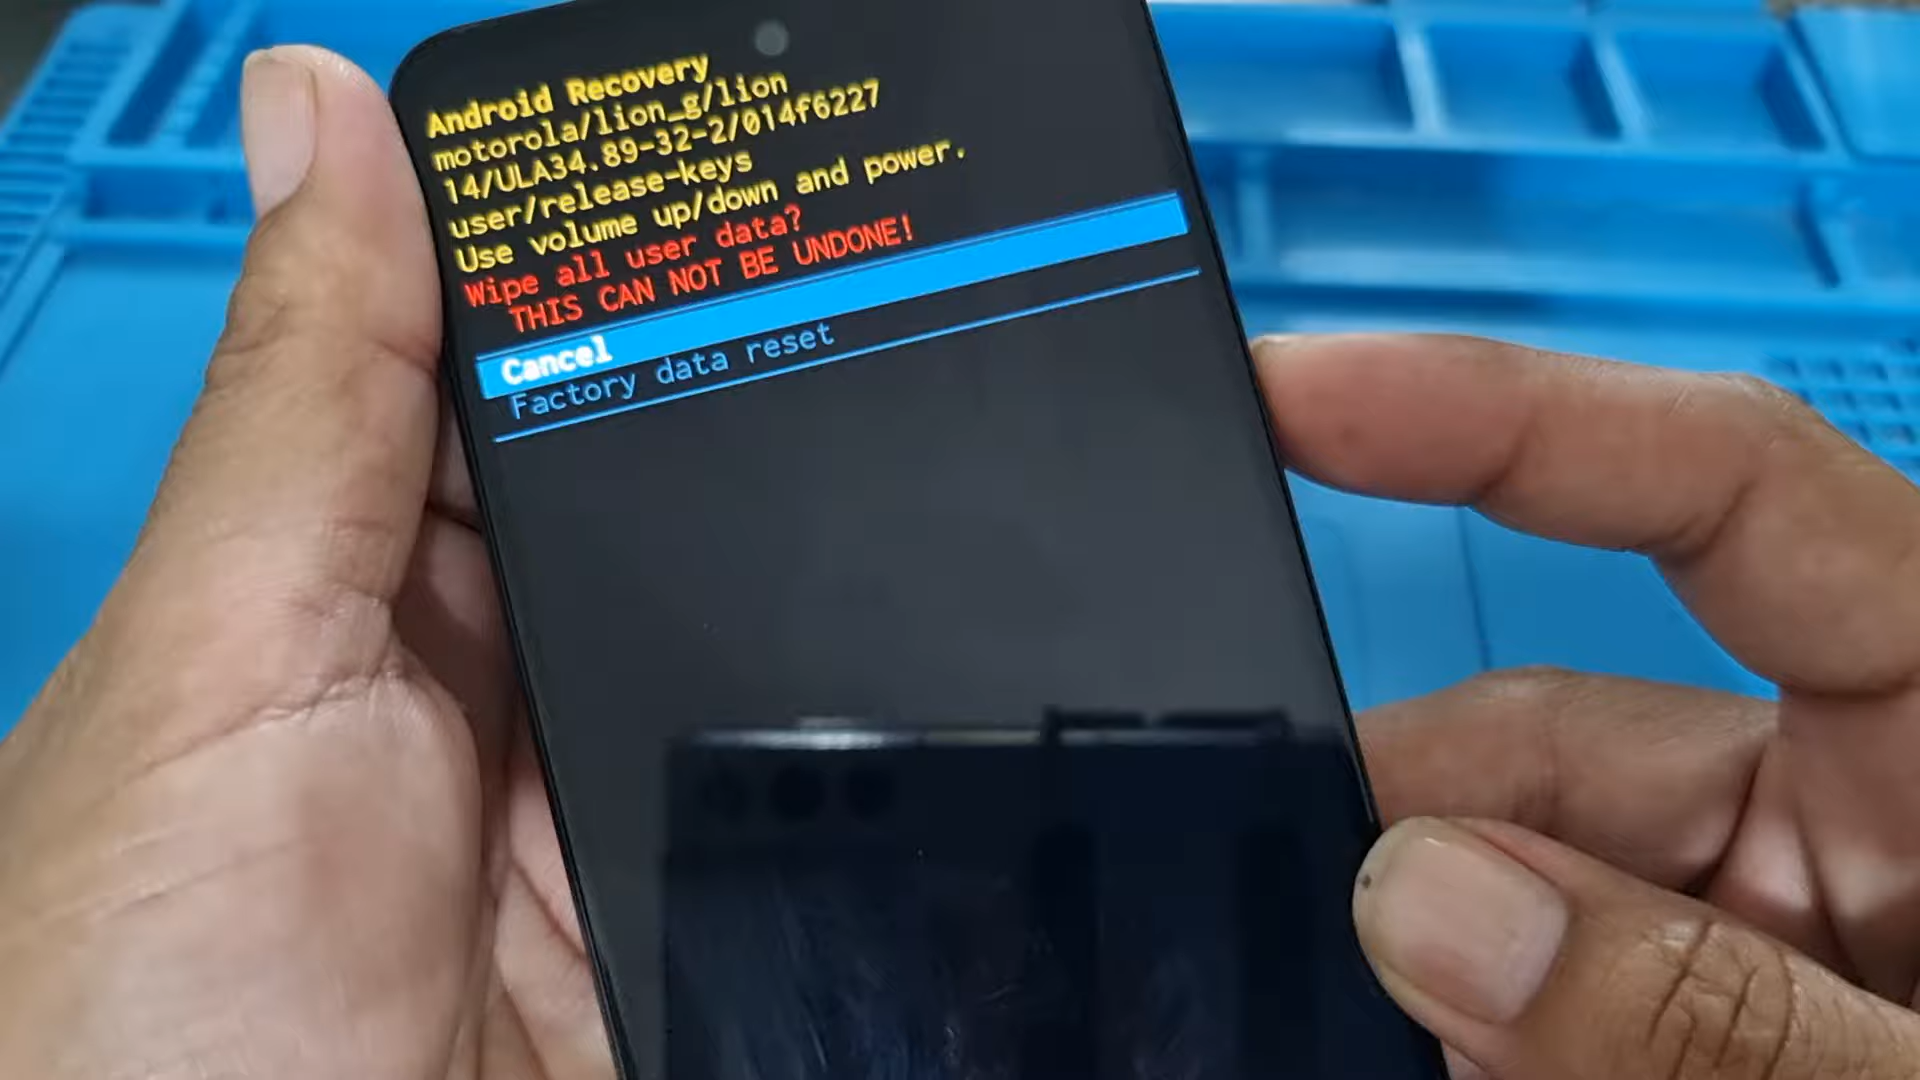 Android Recovery
motorola/lion_g/lion
14/ULA34.89-32-2/014f6227
user/release-keys
Use volume up/down and power.
Wipe all user data?
THIS CAN NOT BE UNDONE!
Cancel
Factory data reset